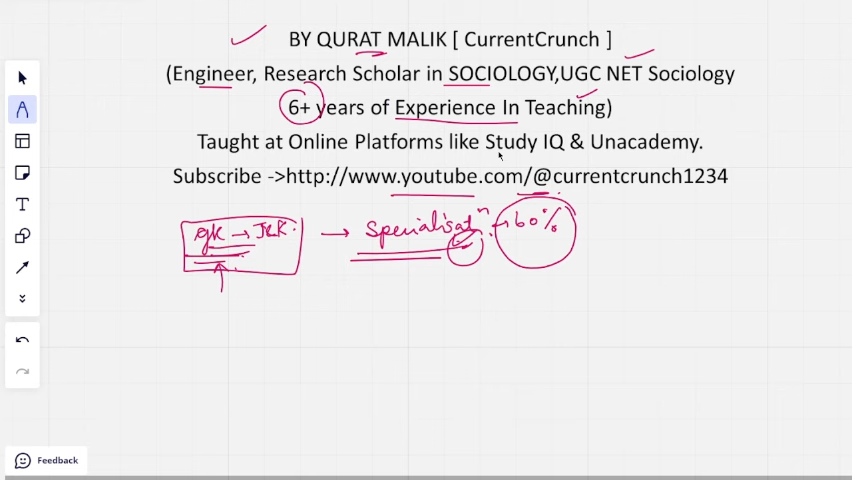 BY QURAT MALIK [ CurrentCrunch ]
(Engineer, Research Scholar in SOCIOLOGY,UGC NET Sociology
6+ years of Experience In Teaching)
Taught at Online Platforms like Study IQ & Unacademy.
Subscribe ->http://www.youtube.com/@currentcrunch1234
gk → J&K. → Specialisatn → 60%
Feedback